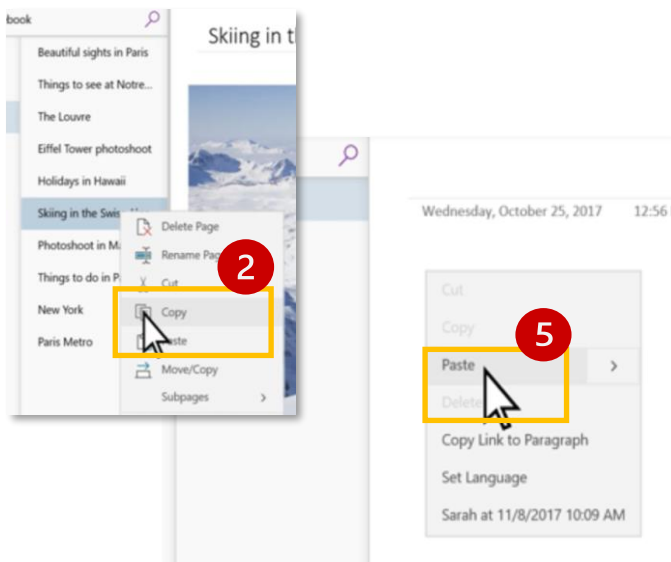 book
Skiing in t
Beautiful sights in Paris
Things to see at Notre...
The Louvre
Eiffel Tower photoshoot
Holidays in Hawaii
Skiing in the Swis
Photoshoot in M
Things to do in P
New York
Paris Metro
Delete Page
Rename Pag
2
Cut
Copy
Paste
Move/Copy
Subpages >
Wednesday, October 25, 2017 12:56
Cut
Copy
5
Paste >
Delete
Copy Link to Paragraph
Set Language
Sarah at 11/8/2017 10:09 AM